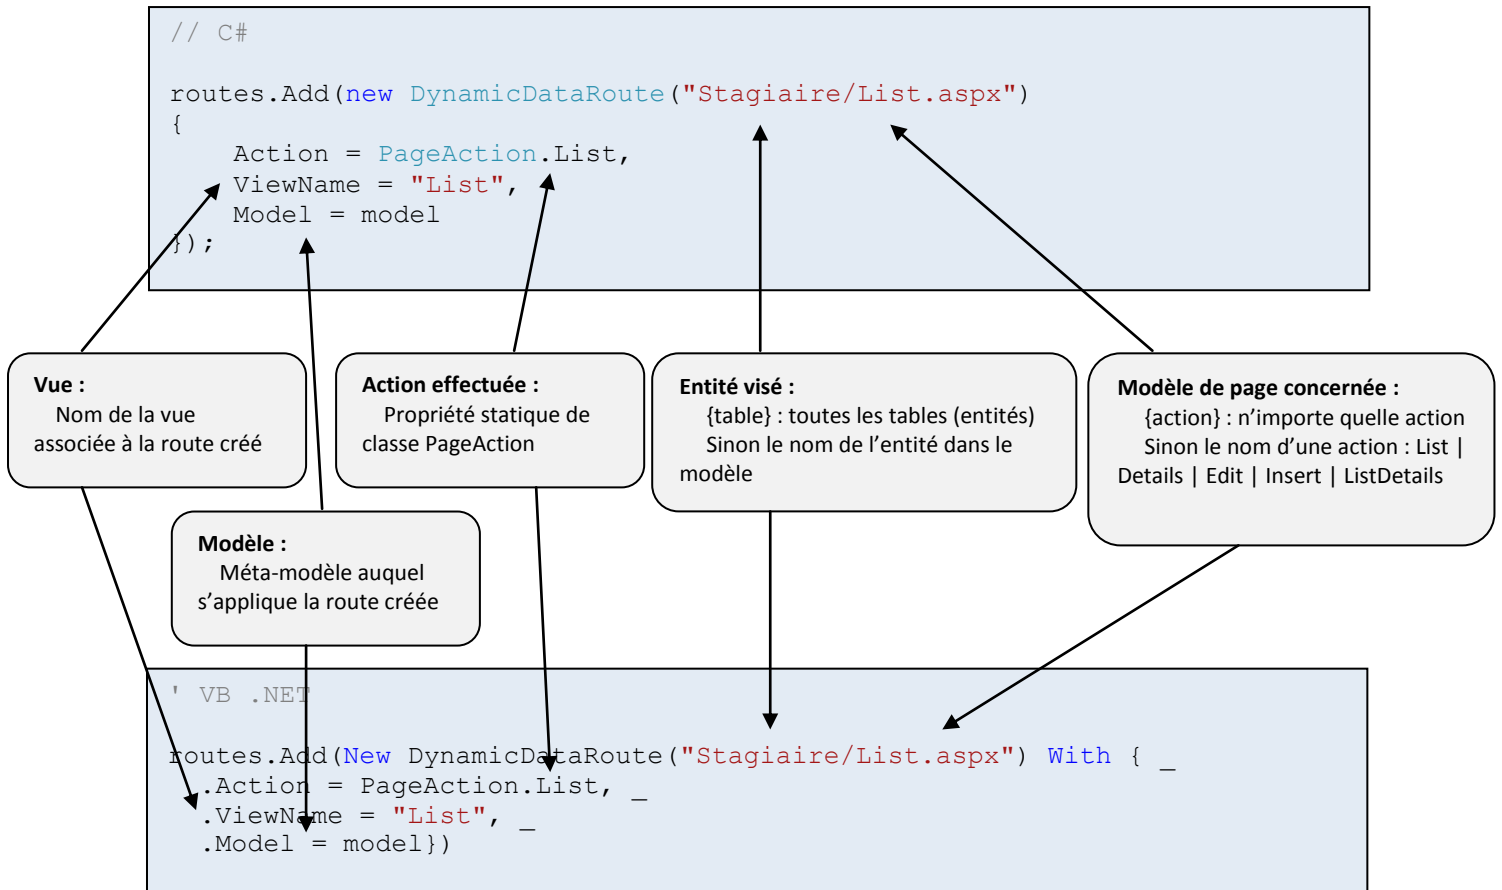 // C#
routes.Add(new DynamicDataRoute("Stagiaire/List.aspx")
{
Action = PageAction.List,
ViewName = "List",
Model = model
});
Vue :
Nom de la vue
associée à la route créé
Action effectuée :
Propriété statique de
classe PageAction
Entité visé :
{table} : toutes les tables (entités)
Sinon le nom de l’entité dans le
modèle
Modèle de page concernée :
{action} : n’importe quelle action
Sinon le nom d’une action : List |
Details | Edit | Insert | ListDetails
Modèle :
Méta-modèle auquel
s’applique la route créée
' VB .NET
routes.Add(New DynamicDataRoute("Stagiaire/List.aspx") With { _
.Action = PageAction.List, _
.ViewName = "List", _
.Model = model})